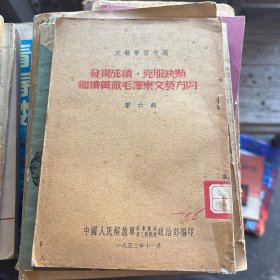 文藝學習文選
發揚成績·克服缺點
繼續貫徹毛澤東文藝方向
第六輯
中國人民解放軍 政治部編印
一九五二年十一月